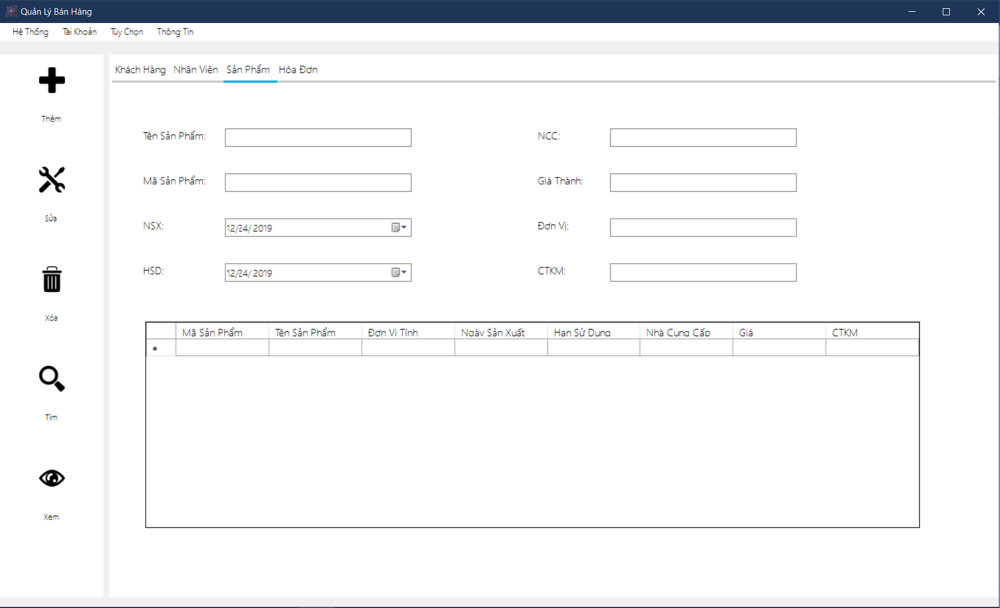 Quản Lý Bán Hàng
Hệ Thống Tài Khoản Tùy Chọn Thông Tin
Khách Hàng Nhân Viên Sản Phẩm Hóa Đơn
Thêm
Sửa
Xóa
Tìm
Xem
Tên Sản Phẩm:
NCC:
Mã Sản Phẩm:
Giá Thành:
NSX: 12/24/2019
Đơn Vị:
HSD: 12/24/2019
CTKM:
Mã Sản Phẩm Tên Sản Phẩm Đơn Vị Tính Ngày Sản Xuất Hạn Sử Dụng Nhà Cung Cấp Giá CTKM